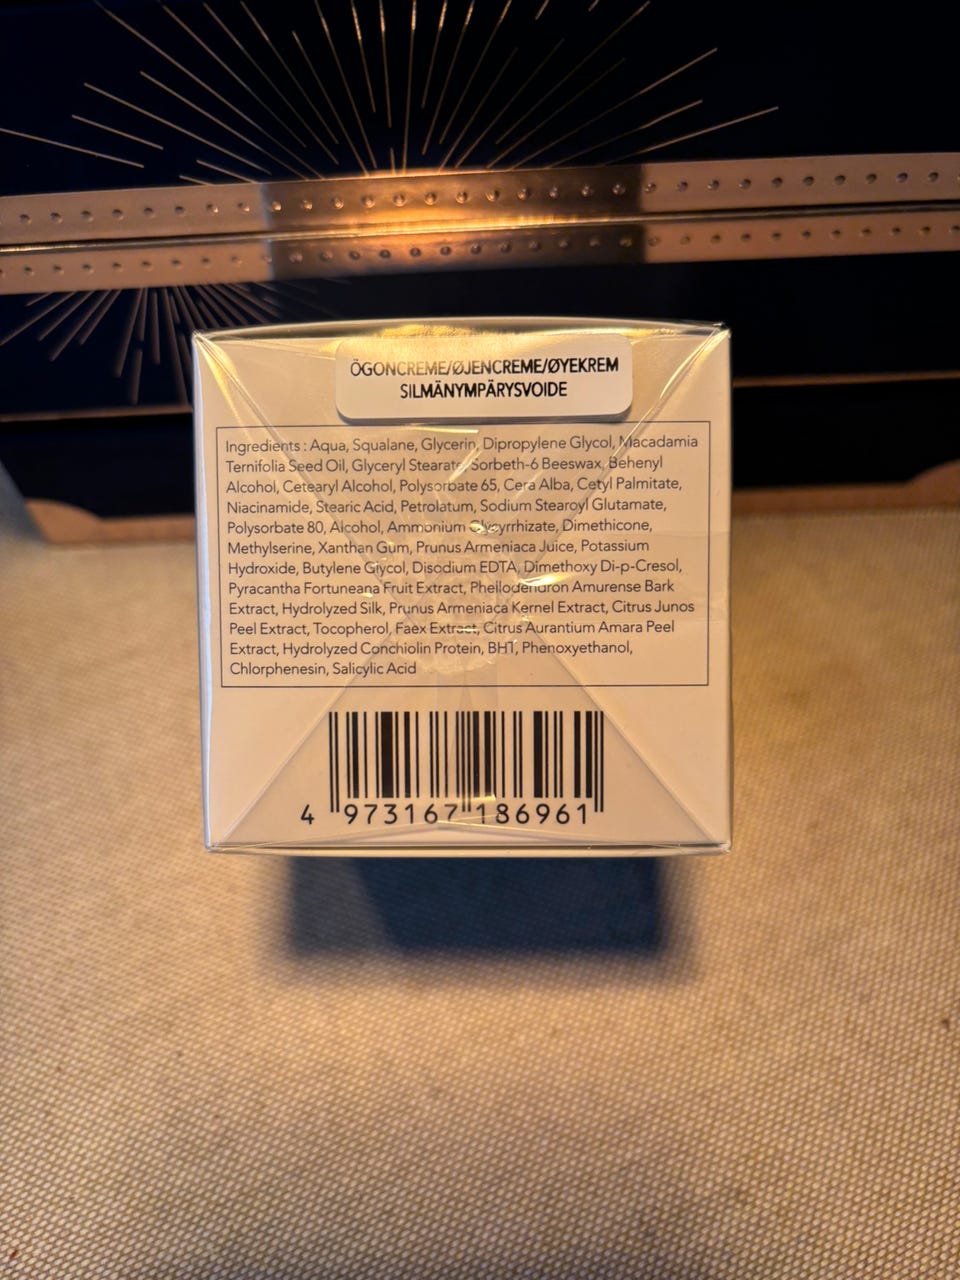 ÖGONCREME/ØJENCREME/ØYEKREM
SILMÄNYMPÄRYSVOIDE
Ingredients : Aqua, Squalane, Glycerin, Dipropylene Glycol, Macadamia
Ternifolia Seed Oil, Glyceryl Stearate, Sorbeth-6 Beeswax, Behenyl
Alcohol, Cetearyl Alcohol, Polysorbate 65, Cera Alba, Cetyl Palmitate,
Niacinamide, Stearic Acid, Petrolatum, Sodium Stearoyl Glutamate,
Polysorbate 80, Alcohol, Ammonium Glycyrrhizate, Dimethicone,
Methylserine, Xanthan Gum, Prunus Armeniaca Juice, Potassium
Hydroxide, Butylene Glycol, Disodium EDTA, Dimethoxy Di-p-Cresol,
Pyracantha Fortuneana Fruit Extract, Phellodendron Amurense Bark
Extract, Hydrolyzed Silk, Prunus Armeniaca Kernel Extract, Citrus Junos
Peel Extract, Tocopherol, Faex Extract, Citrus Aurantium Amara Peel
Extract, Hydrolyzed Conchiolin Protein, BHT, Phenoxyethanol,
Chlorphenesin, Salicylic Acid
4 973167 186961